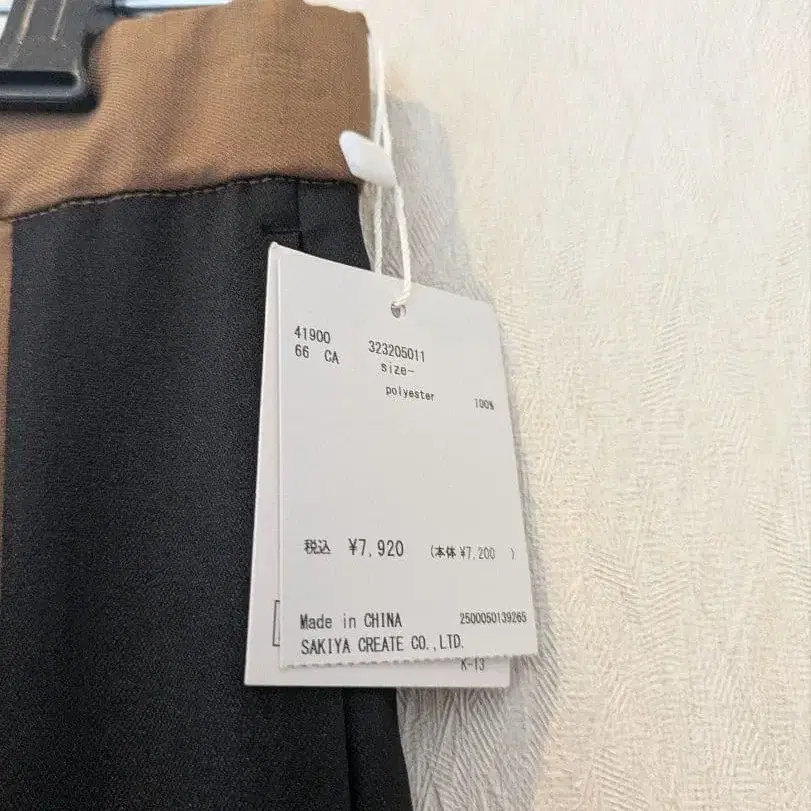 41900 323205011
66 CA size-
polyester 100%
税込 ¥7,920 (本体 ¥7,200 )
Made in CHINA 2500050139265
SAKIYA CREATE CO.,LTD.
K-13